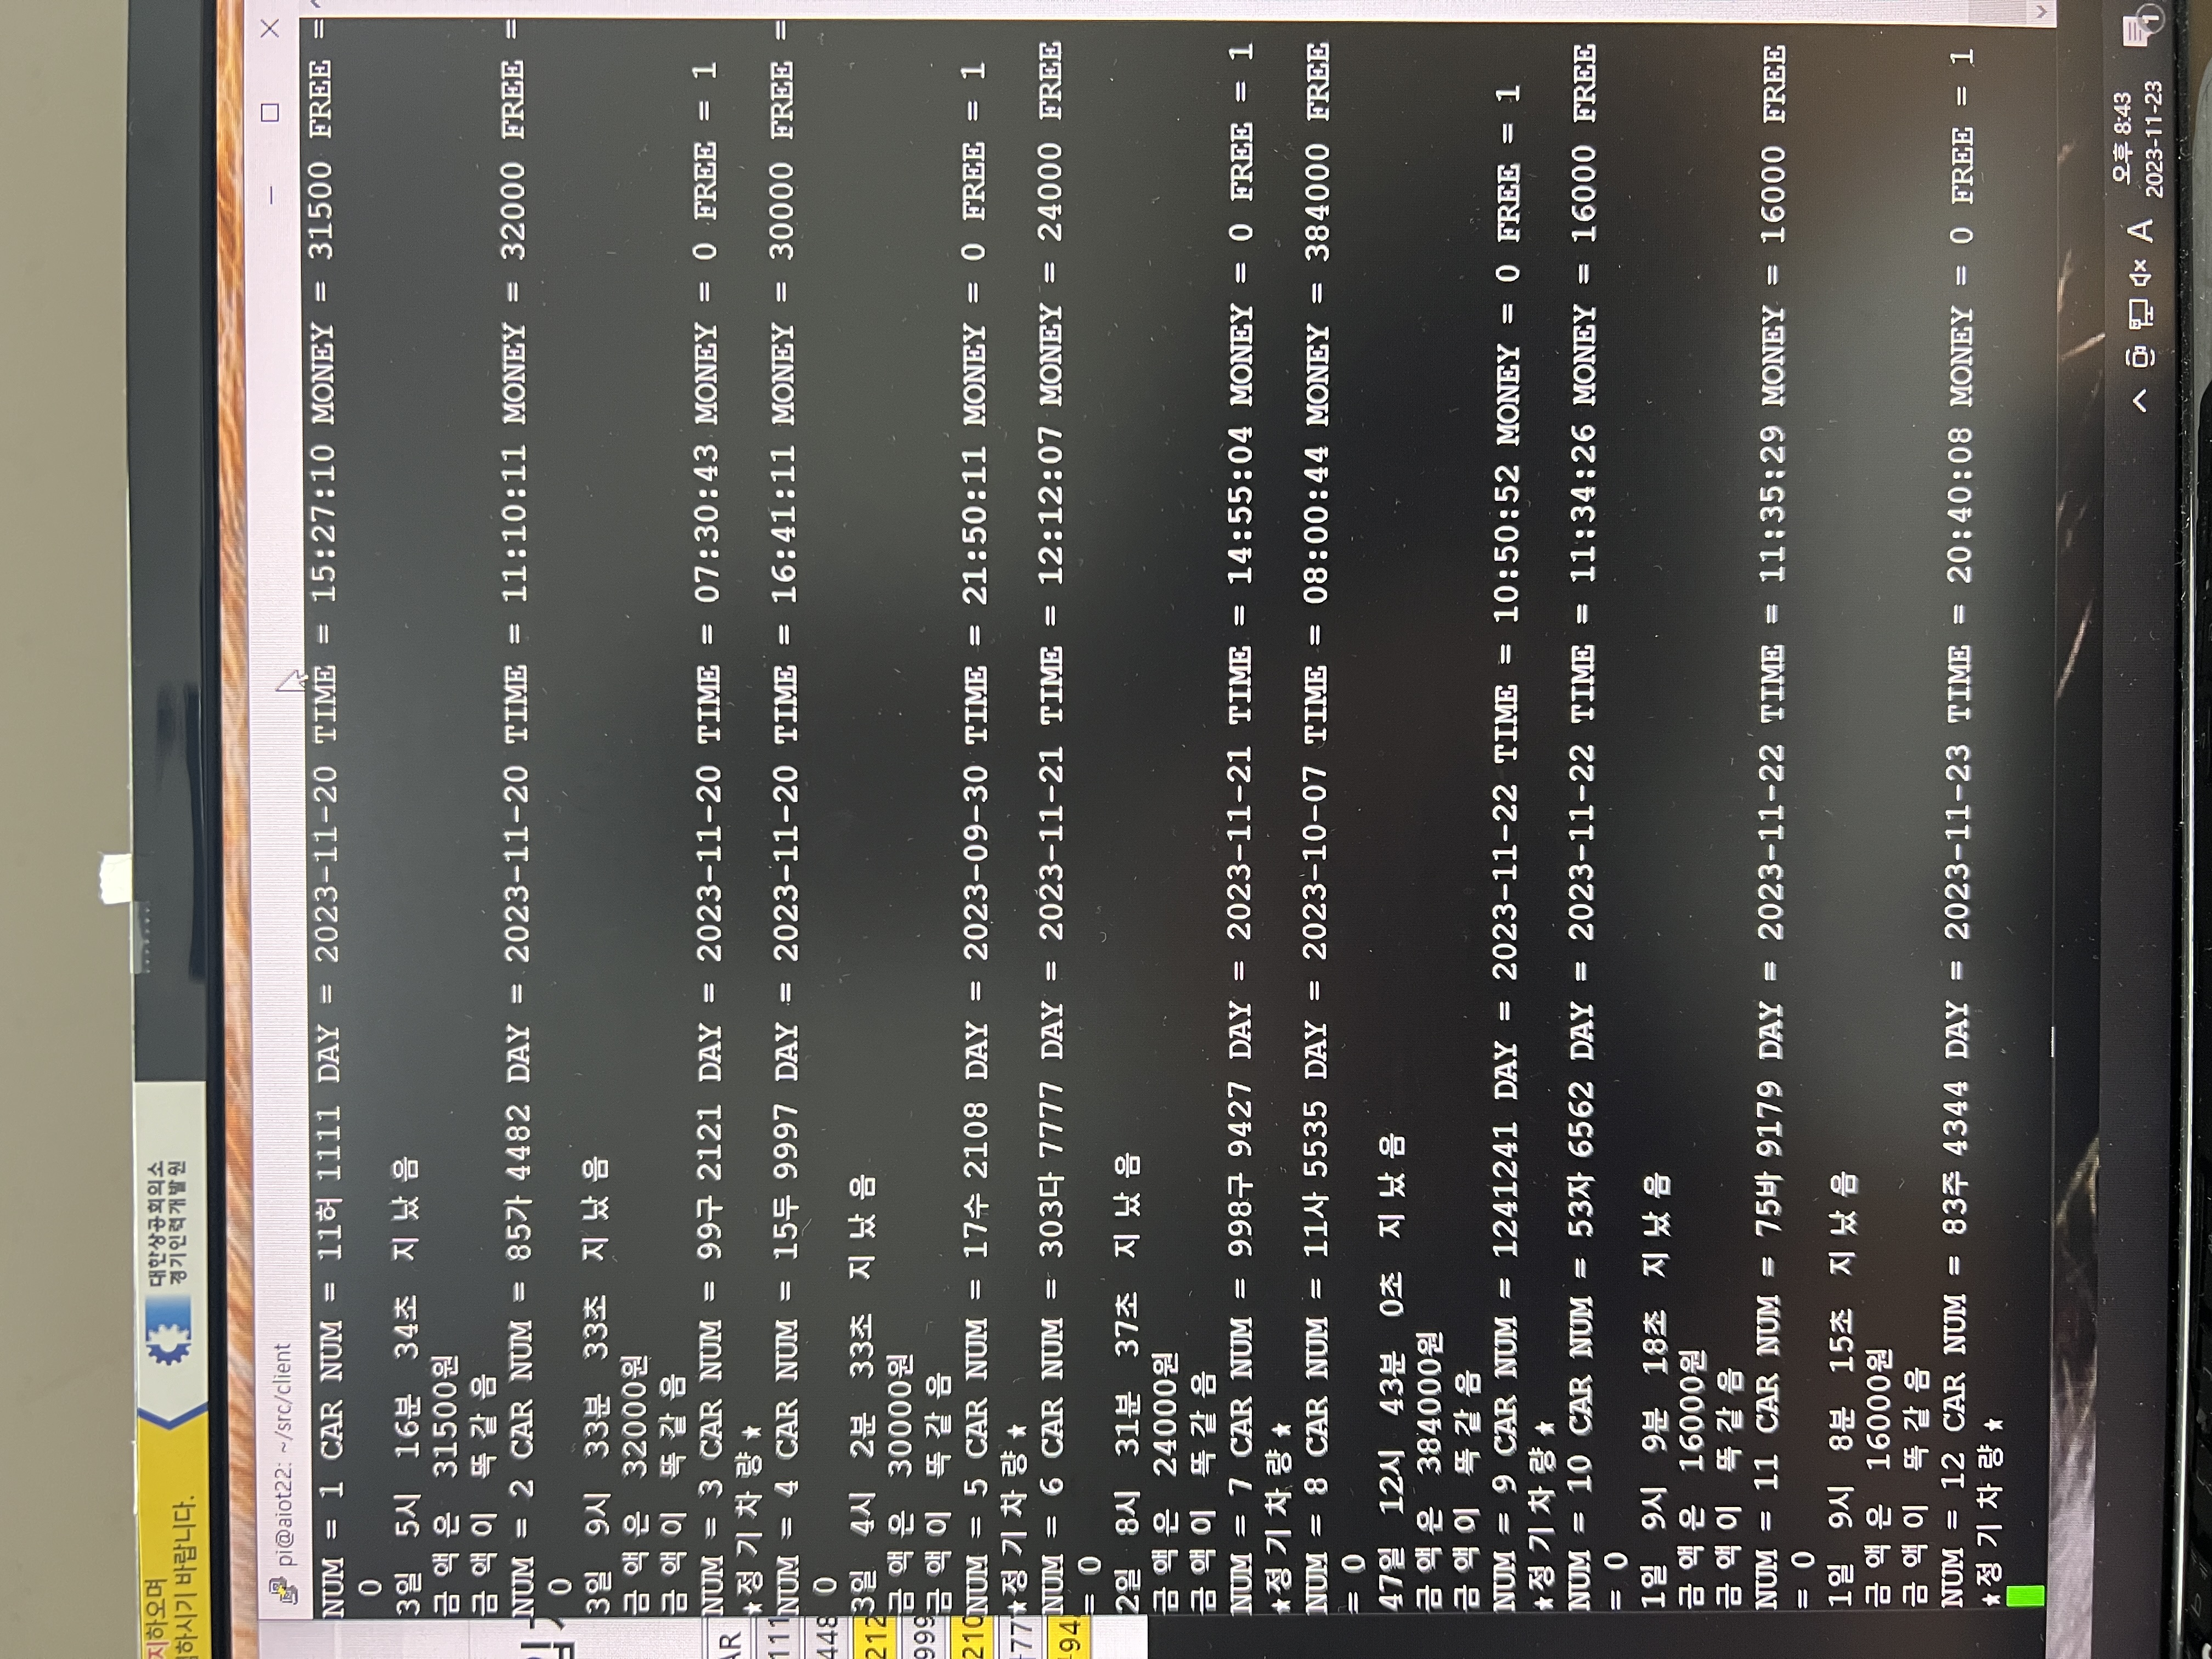 지하오며
하시기 바랍니다.
대한상공회의소
경기인력개발원
pi@aiot22: ~/src/client
NUM = 1 CAR NUM = 11허 1111 DAY = 2023-11-20 TIME = 15:27:10 MONEY = 31500 FREE =
0
3일 5시 16분 34초 지났음
금액은 31500원
금액이 똑같음
NUM = 2 CAR NUM = 85가 4482 DAY = 2023-11-20 TIME = 11:10:11 MONEY = 32000 FREE =
0
3일 9시 33분 33초 지났음
금액은 32000원
금액이 똑같음
NUM = 3 CAR NUM = 99구 2121 DAY = 2023-11-20 TIME = 07:30:43 MONEY = 0 FREE = 1
★정기차량★
NUM = 4 CAR NUM = 15두 9997 DAY = 2023-11-20 TIME = 16:41:11 MONEY = 30000 FREE =
0
3일 4시 2분 33초 지났음
금액은 30000원
금액이 똑같음
NUM = 5 CAR NUM = 17수 2108 DAY = 2023-09-30 TIME = 21:50:11 MONEY = 0 FREE = 1
★정기차량★
NUM = 6 CAR NUM = 303다 7777 DAY = 2023-11-21 TIME = 12:12:07 MONEY = 24000 FREE
= 0
2일 8시 31분 37초 지났음
금액은 24000원
금액이 똑같음
NUM = 7 CAR NUM = 998구 9427 DAY = 2023-11-21 TIME = 14:55:04 MONEY = 0 FREE = 1
★정기차량★
NUM = 8 CAR NUM = 11사 5535 DAY = 2023-10-07 TIME = 08:00:44 MONEY = 384000 FREE
= 0
47일 12시 43분 0초 지났음
금액은 384000원
금액이 똑같음
NUM = 9 CAR NUM = 1241241 DAY = 2023-11-22 TIME = 10:50:52 MONEY = 0 FREE = 1
★정기차량★
NUM = 10 CAR NUM = 53자 6562 DAY = 2023-11-22 TIME = 11:34:26 MONEY = 16000 FREE
= 0
1일 9시 9분 18초 지났음
금액은 16000원
금액이 똑같음
NUM = 11 CAR NUM = 75바 9179 DAY = 2023-11-22 TIME = 11:35:29 MONEY = 16000 FREE
= 0
1일 9시 8분 15초 지났음
금액은 16000원
금액이 똑같음
NUM = 12 CAR NUM = 83주 4344 DAY = 2023-11-23 TIME = 20:40:08 MONEY = 0 FREE = 1
★정기차량★
AR
111
448
212
999
210
77
94
A
오후 8:43
2023-11-23
1